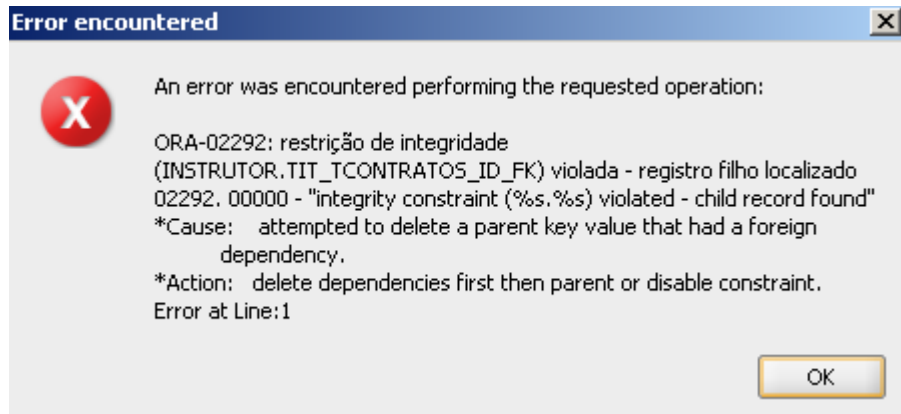 Error encountered
An error was encountered performing the requested operation:
ORA-02292: restrição de integridade
(INSTRUTOR.TIT_TCONTRATOS_ID_FK) violada - registro filho localizado
02292. 00000 - "integrity constraint (%s.%s) violated - child record found"
*Cause: attempted to delete a parent key value that had a foreign
dependency.
*Action: delete dependencies first then parent or disable constraint.
Error at Line:1
OK